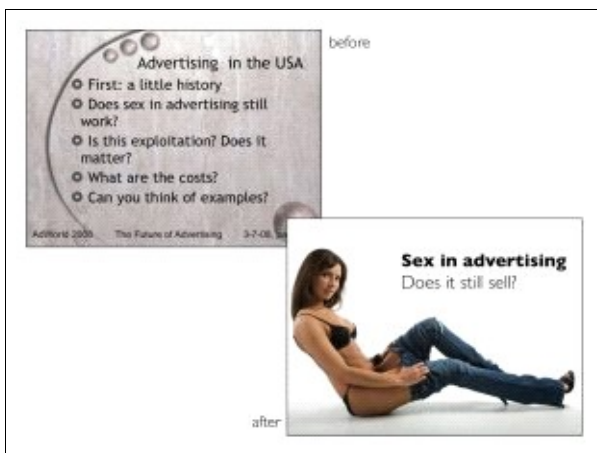 before
Advertising in the USA
First: a little history
Does sex in advertising still
work?
Is this exploitation? Does it
matter?
What are the costs?
Can you think of examples?
AdWorld 2008 The Future of Advertising 3-7-08,
Sex in advertising
Does it still sell?
after